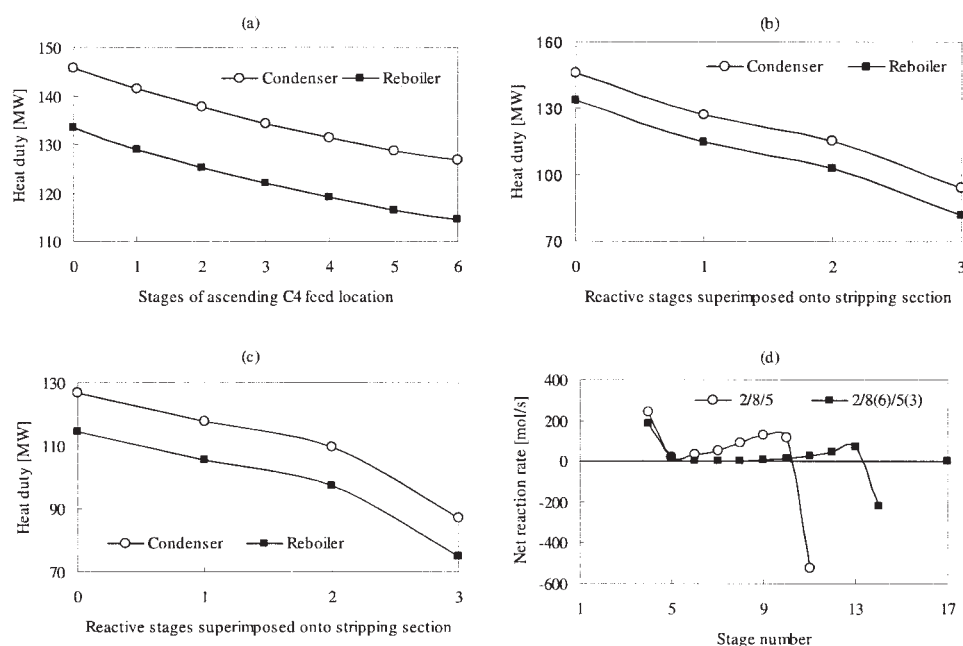 (a)
150
140
130
120
110
Heat duty [MW]
Condenser
Reboiler
0 1 2 3 4 5 6
Stages of ascending C4 feed location
(b)
160
130
100
70
Heat duty [MW]
Condenser
Reboiler
0 1 2 3
Reactive stages superimposed onto stripping section
(c)
130
110
90
70
Heat duty [MW]
Condenser
Reboiler
0 1 2 3
Reactive stages superimposed onto stripping section
(d)
400
200
0
-200
-400
-600
Net reaction rate [mol/s]
2/8/5
2/8(6)/5(3)
1 5 9 13 17
Stage number